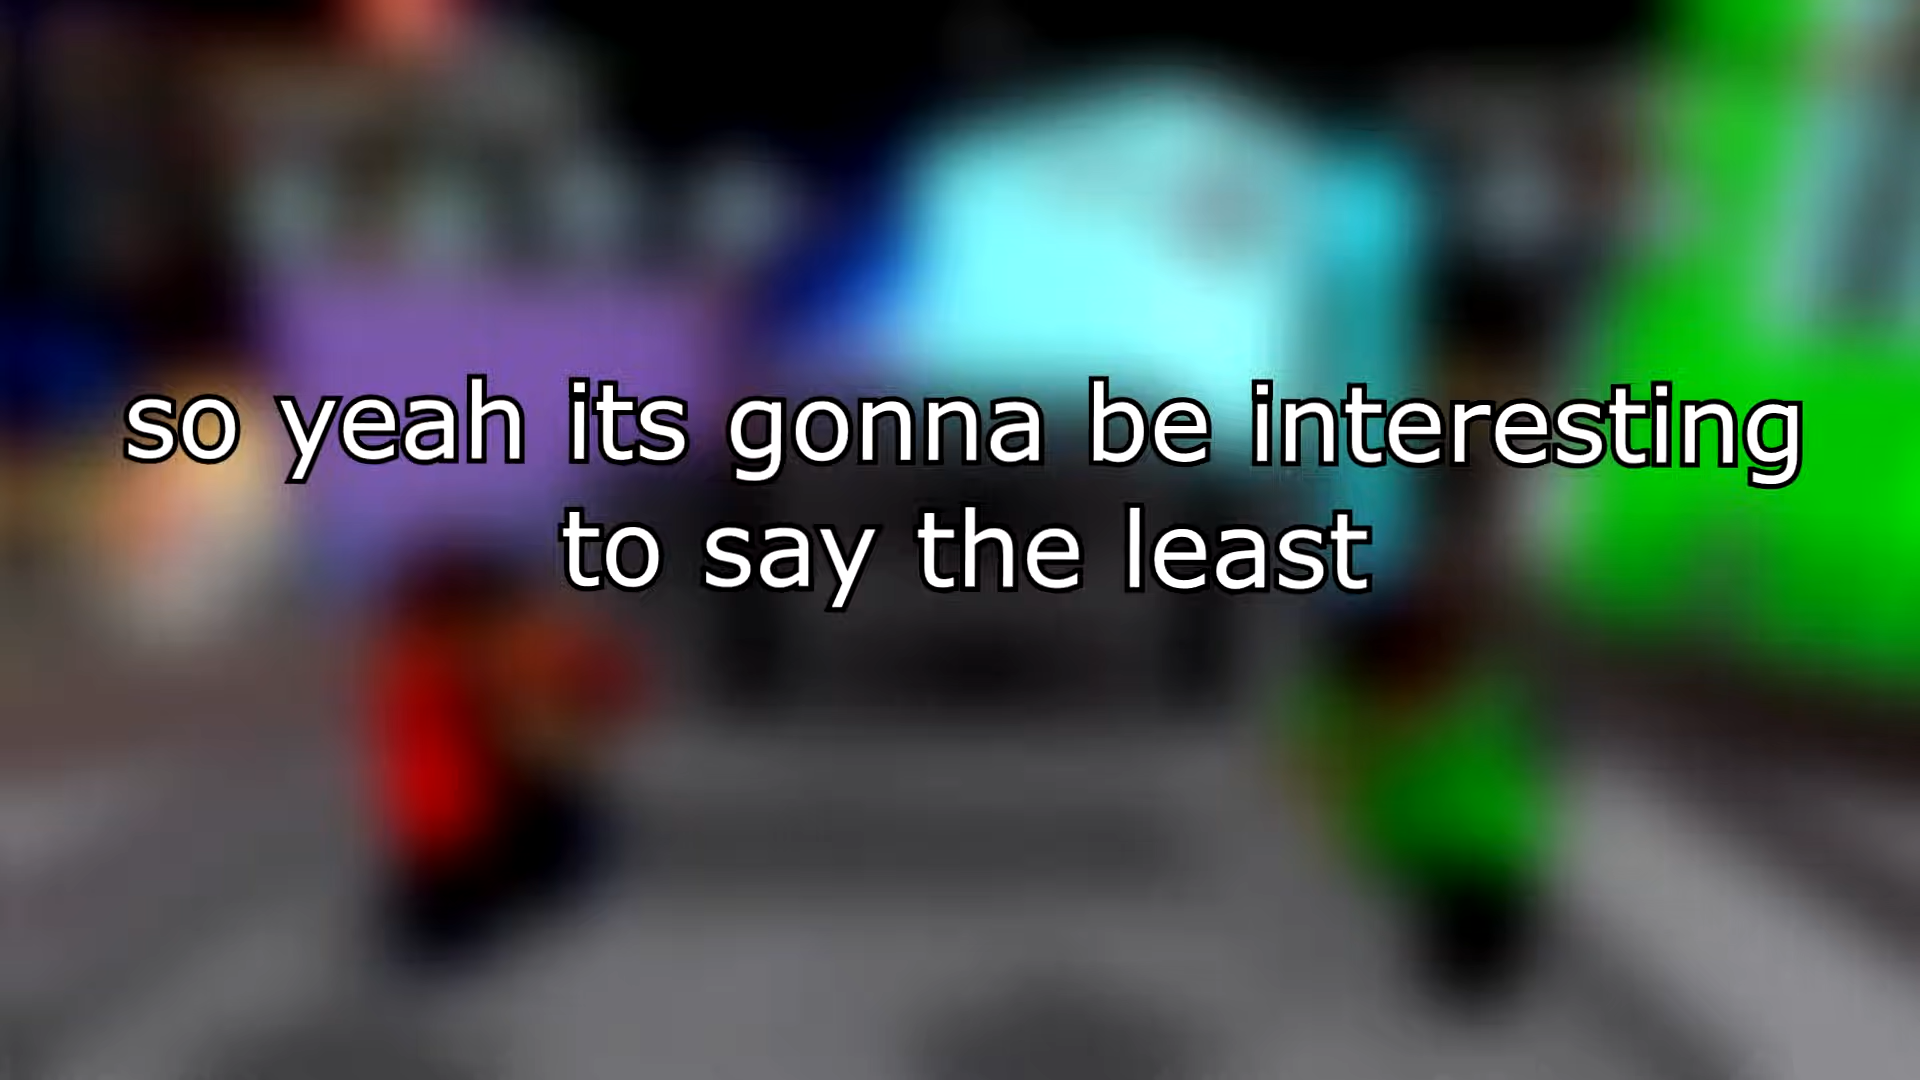 so yeah its gonna be interesting
to say the least